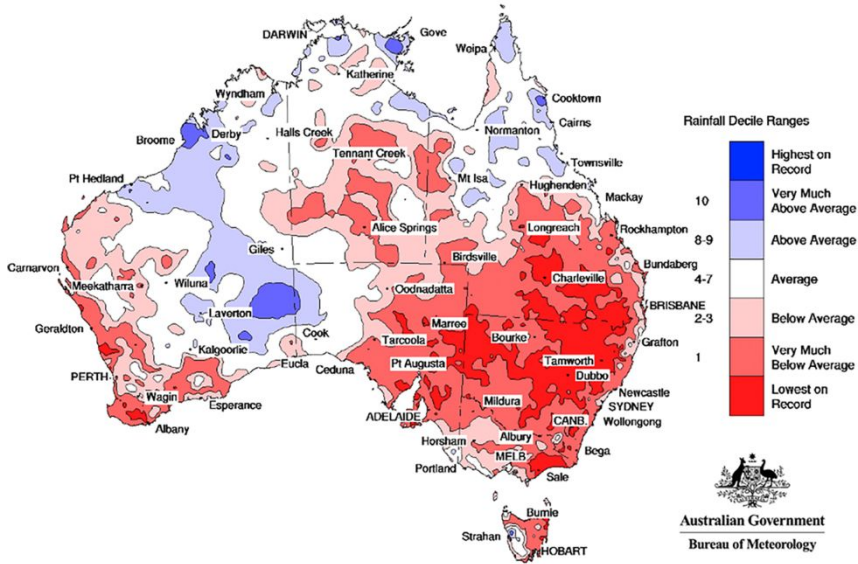 DARWIN
Gove
Weipa
Katherine
Wyndham
Cooktown
Cairns
Broome
Derby
Halls Creek
Normanton
Tennant Creek
Townsville
Pt Hedland
Mt Isa
Hughenden
Mackay
Alice Springs
Longreach
Rockhampton
Giles
Birdsville
Bundaberg
Carnarvon
Meekatharra
Wiluna
Oodnadatta
Charleville
BRISBANE
Laverton
Geraldton
Cook
Marree
Bourke
Grafton
Kalgoorlie
Tarcoola
Eucla
Ceduna
Pt Augusta
Tamworth
PERTH
Wagin
Dubbo
Newcastle
Esperance
Mildura
SYDNEY
ADELAIDE
CANB.
Wollongong
Albany
Horsham
Albury
MELB
Bega
Portland
Sale
Burnie
Strahan
HOBART
Rainfall Decile Ranges
Highest on
Record
10
Very Much
Above Average
8-9
Above Average
4-7
Average
2-3
Below Average
1
Very Much
Below Average
Lowest on
Record
Australian Government
Bureau of Meteorology